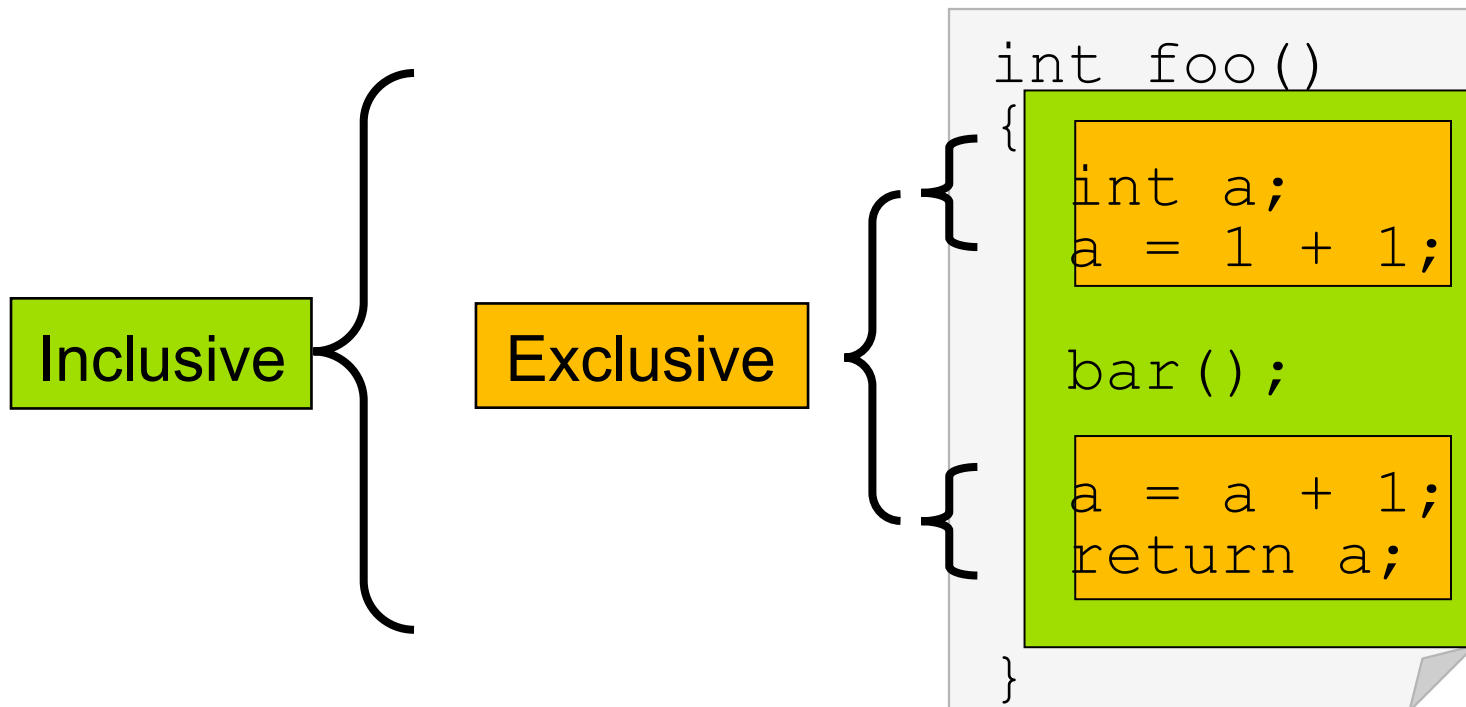 Inclusive
Exclusive
int foo()
{
int a;
a = 1 + 1;
bar();
a = a + 1;
return a;
}